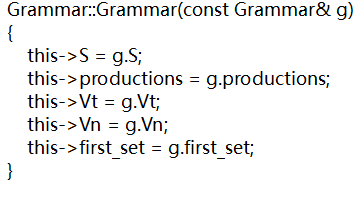 Grammar::Grammar(const Grammar& g)
{
    this->S = g.S;
    this->productions = g.productions;
    this->Vt = g.Vt;
    this->Vn = g.Vn;
    this->first_set = g.first_set;
}